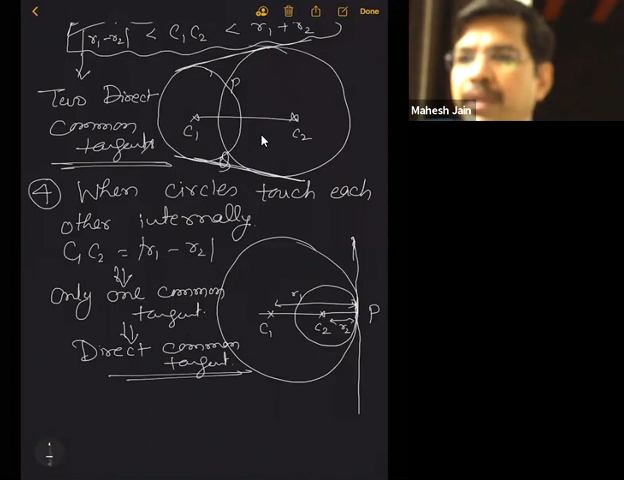 Done
|r₁-r₂| < C₁C₂ < r₁+r₂
Two Direct
Common
tangents
P
C₁
C₂
Q
④ When circles touch each
other internally.
C₁C₂ = |r₁ - r₂|
Only one common
tangent.
Direct common
tangent.
r₁
C₁
C₂
r₂
P
Mahesh Jain